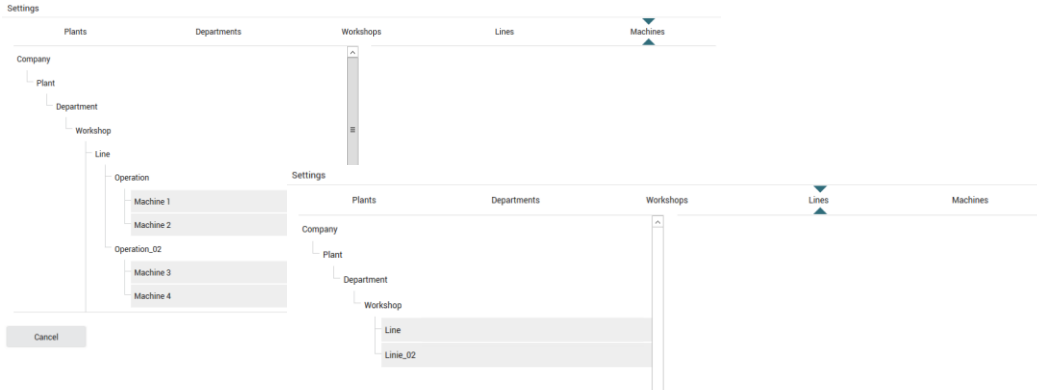 Settings
Plants Departments Workshops Lines Machines
Company
Plant
Department
Workshop
Line
Operation
Machine 1
Machine 2
Operation_02
Machine 3
Machine 4
Cancel
Settings
Plants Departments Workshops Lines Machines
Company
Plant
Department
Workshop
Line
Linie_02